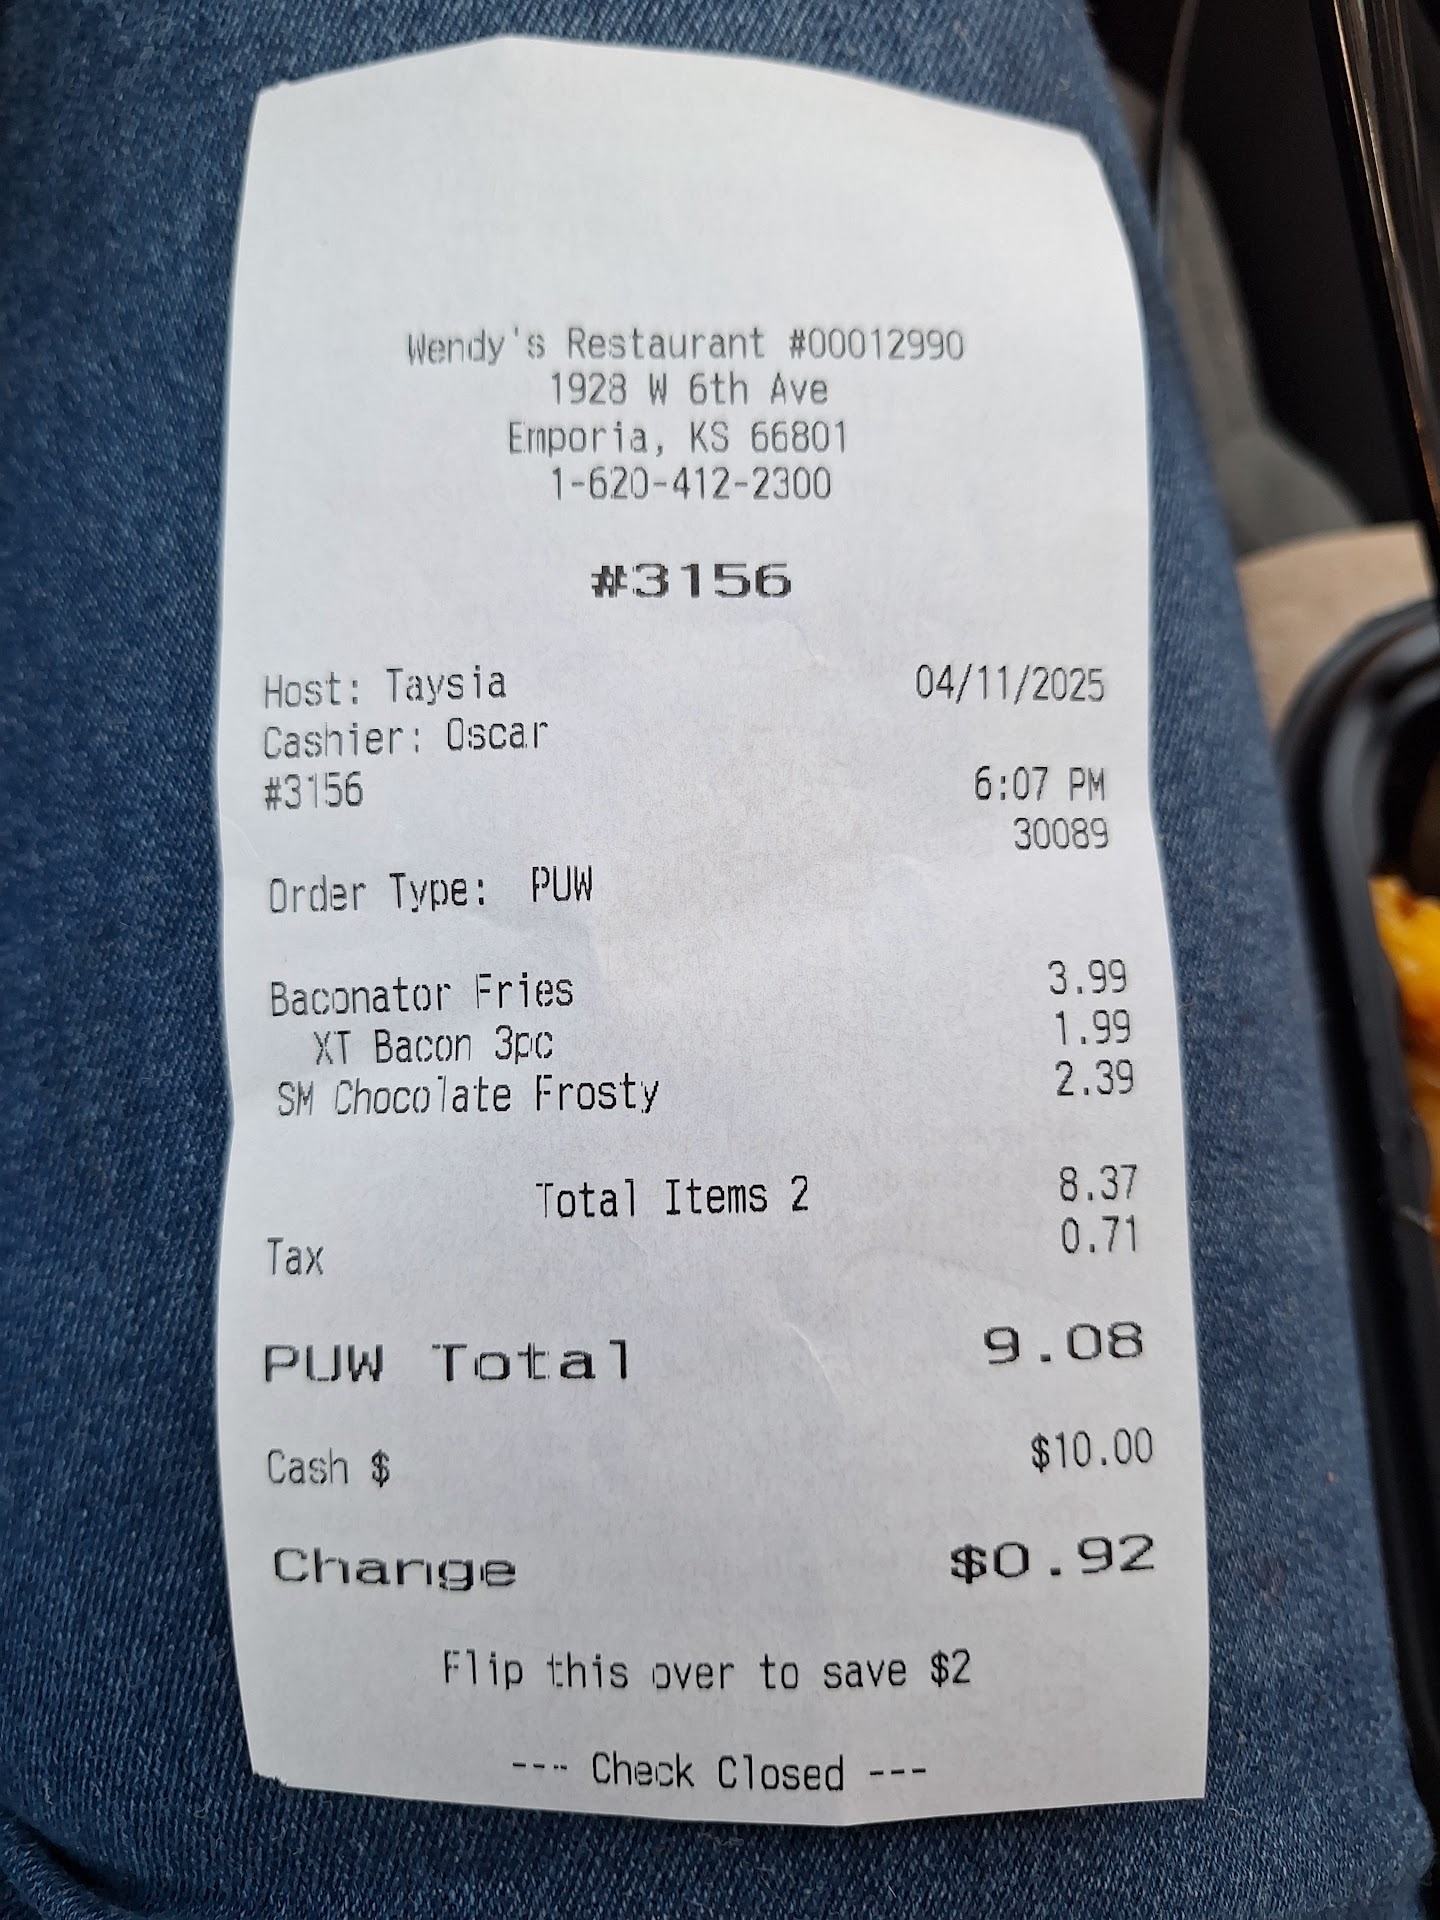 Wendy's Restaurant #00012990
1928 W 6th Ave
Emporia, KS 66801
1-620-412-2300
#3156
Host: Taysia 04/11/2025
Cashier: Oscar
#3156 6:07 PM
30089
Order Type: PUW
Baconator Fries 3.99
XT Bacon 3pc 1.99
SM Chocolate Frosty 2.39
Total Items 2 8.37
Tax 0.71
PUW Total 9.08
Cash $ $10.00
Change $0.92
Flip this over to save $2
--- Check Closed ---